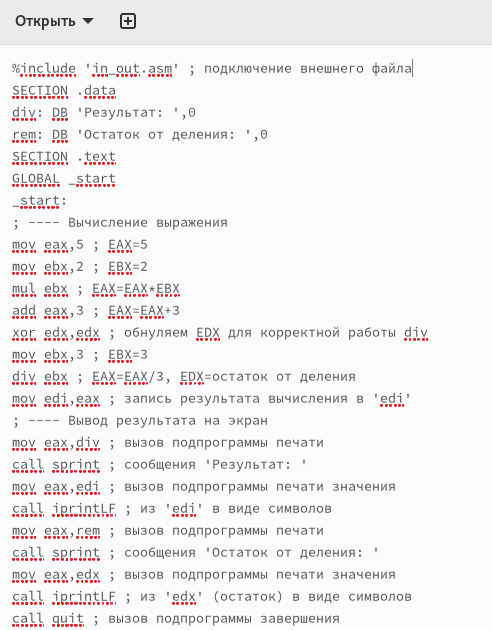 Открыть
%include 'in_out.asm' ; подключение внешнего файла
SECTION .data
div: DB 'Результат: ',0
rem: DB 'Остаток от деления: ',0
SECTION .text
GLOBAL _start
_start:
; ---- Вычисление выражения
mov eax,5 ; EAX=5
mov ebx,2 ; EBX=2
mul ebx ; EAX=EAX*EBX
add eax,3 ; EAX=EAX+3
xor edx,edx ; обнуляем EDX для корректной работы div
mov ebx,3 ; EBX=3
div ebx ; EAX=EAX/3, EDX=остаток от деления
mov edi,eax ; запись результата вычисления в 'edi'
; ---- Вывод результата на экран
mov eax,div ; вызов подпрограммы печати
call sprint ; сообщения 'Результат: '
mov eax,edi ; вызов подпрограммы печати значения
call iprintLF ; из 'edi' в виде символов
mov eax,rem ; вызов подпрограммы печати
call sprint ; сообщения 'Остаток от деления: '
mov eax,edx ; вызов подпрограммы печати значения
call iprintLF ; из 'edx' (остаток) в виде символов
call quit ; вызов подпрограммы завершения